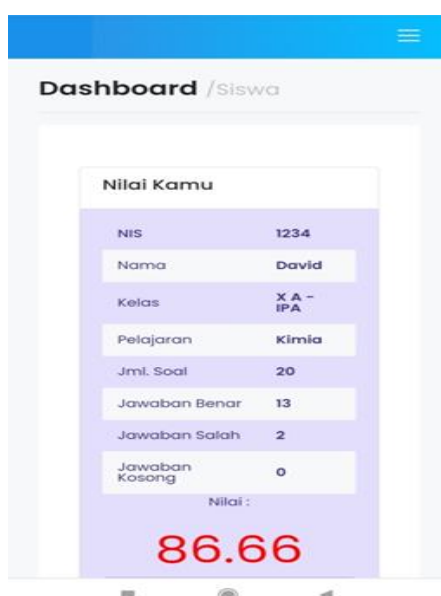 Dashboard /Siswa
Nilai Kamu
NIS 1234
Nama David
Kelas X A - IPA
Pelajaran Kimia
Jml. Soal 20
Jawaban Benar 13
Jawaban Salah 2
Jawaban Kosong 0
Nilai :
86.66